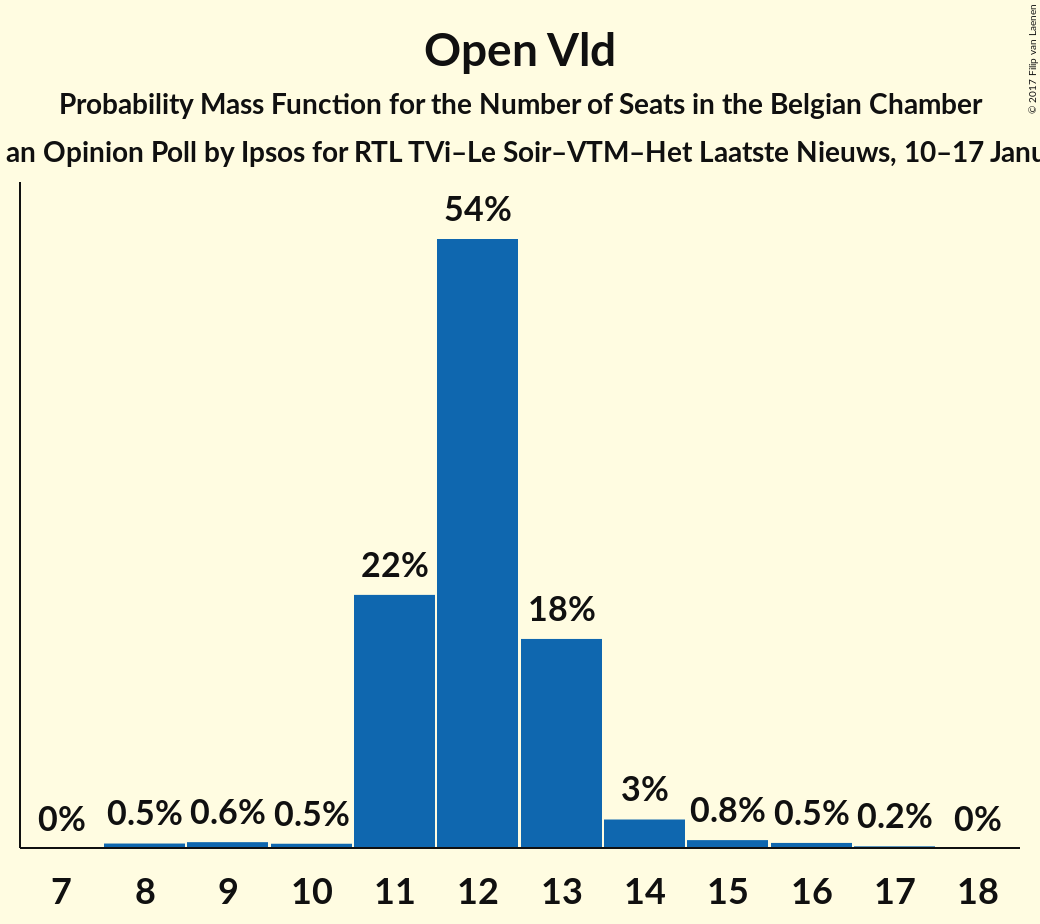 Open Vld
Probability Mass Function for the Number of Seats in the Belgian Chamber
an Opinion Poll by Ipsos for RTL TVi–Le Soir–VTM–Het Laatste Nieuws, 10–17 Janu
© 2017 Filip van Laenen
54%
22%
18%
3%
0%
0.5%
0.6%
0.5%
0.8%
0.5%
0.2%
0%
7 8 9 10 11 12 13 14 15 16 17 18